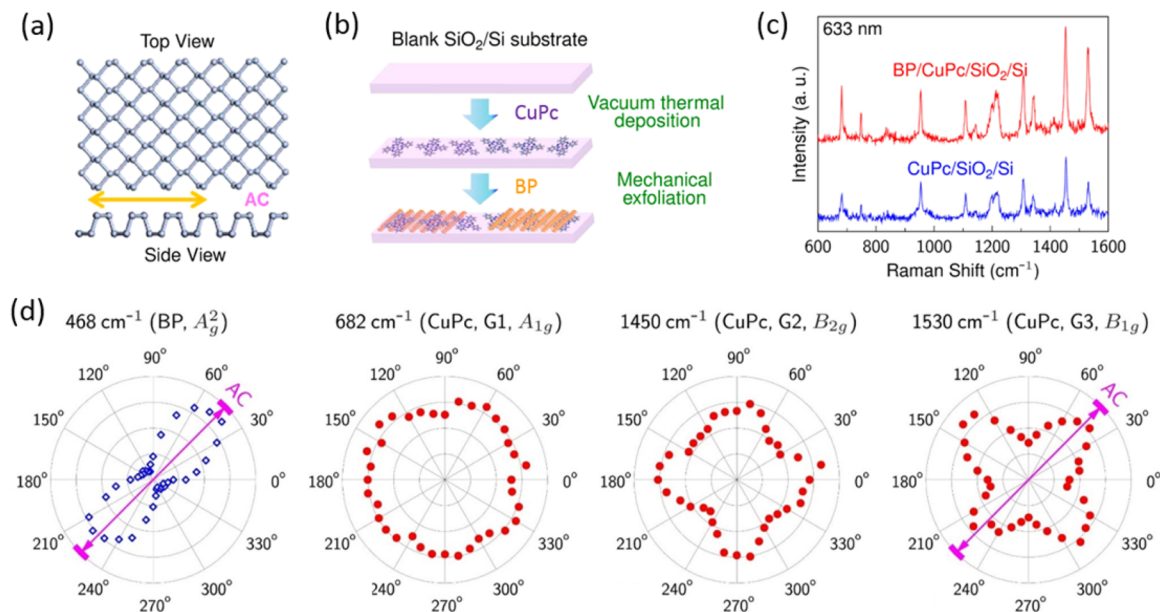 (a)
Top View
AC
Side View
(b)
Blank SiO₂/Si substrate
CuPc
Vacuum thermal
deposition
BP
Mechanical
exfoliation
(c)
633 nm
BP/CuPc/SiO₂/Si
CuPc/SiO₂/Si
Intensity (a. u.)
600 800 1000 1200 1400 1600
Raman Shift (cm⁻¹)
(d)
468 cm⁻¹ (BP, A²g)
90°
120° 60°
AC
150° 30°
180° 0°
210° 330°
240° 300°
270°
682 cm⁻¹ (CuPc, G1, A1g)
90°
120° 60°
150° 30°
180° 0°
210° 330°
240° 300°
270°
1450 cm⁻¹ (CuPc, G2, B2g)
90°
120° 60°
150° 30°
180° 0°
210° 330°
240° 300°
270°
1530 cm⁻¹ (CuPc, G3, B1g)
90°
120° 60°
AC
150° 30°
180° 0°
210° 330°
240° 300°
270°